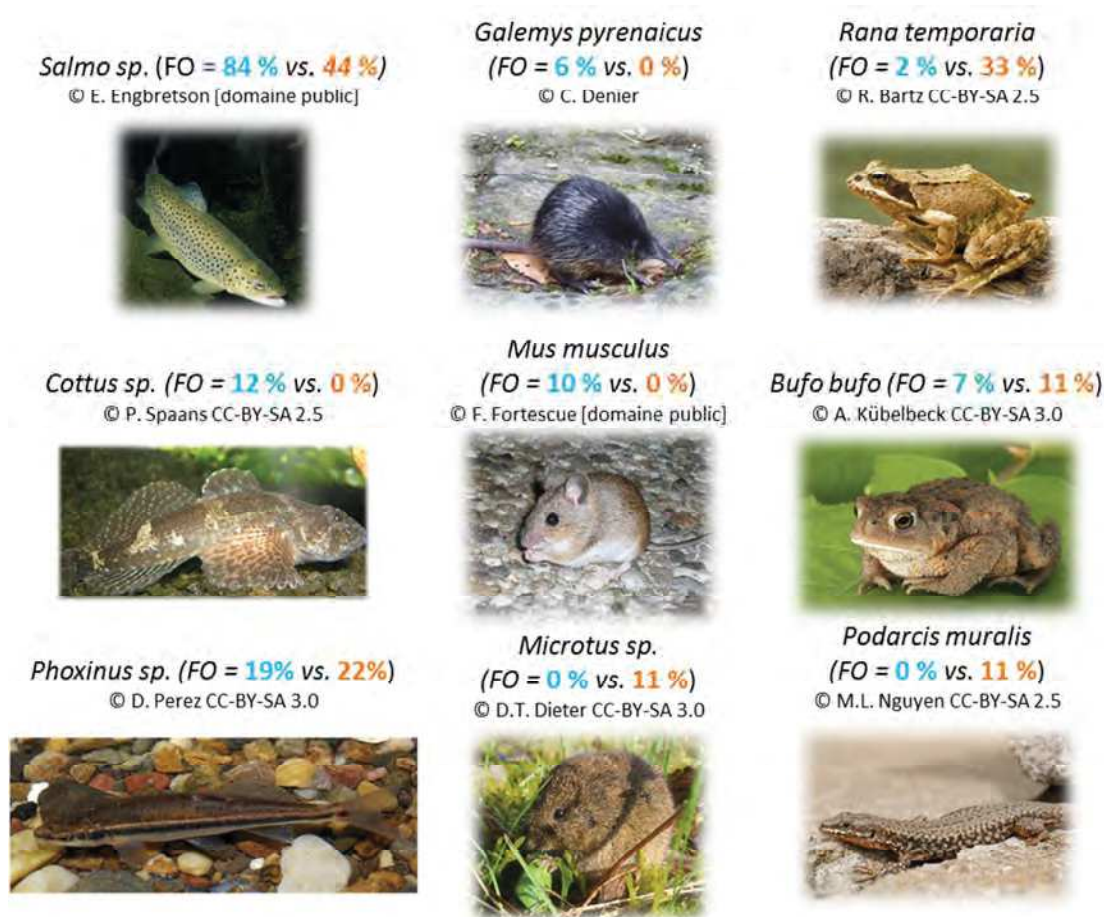 Salmo sp. (FO = 84 % vs. 44 %)
© E. Engbretson [domaine public]
Galemys pyrenaicus
(FO = 6 % vs. 0 %)
© C. Denier
Rana temporaria
(FO = 2 % vs. 33 %)
© R. Bartz CC-BY-SA 2.5
Cottus sp. (FO = 12 % vs. 0 %)
© P. Spaans CC-BY-SA 2.5
Mus musculus
(FO = 10 % vs. 0 %)
© F. Fortescue [domaine public]
Bufo bufo (FO = 7 % vs. 11 %)
© A. Kübelbeck CC-BY-SA 3.0
Phoxinus sp. (FO = 19% vs. 22%)
© D. Perez CC-BY-SA 3.0
Microtus sp.
(FO = 0 % vs. 11 %)
© D.T. Dieter CC-BY-SA 3.0
Podarcis muralis
(FO = 0 % vs. 11 %)
© M.L. Nguyen CC-BY-SA 2.5